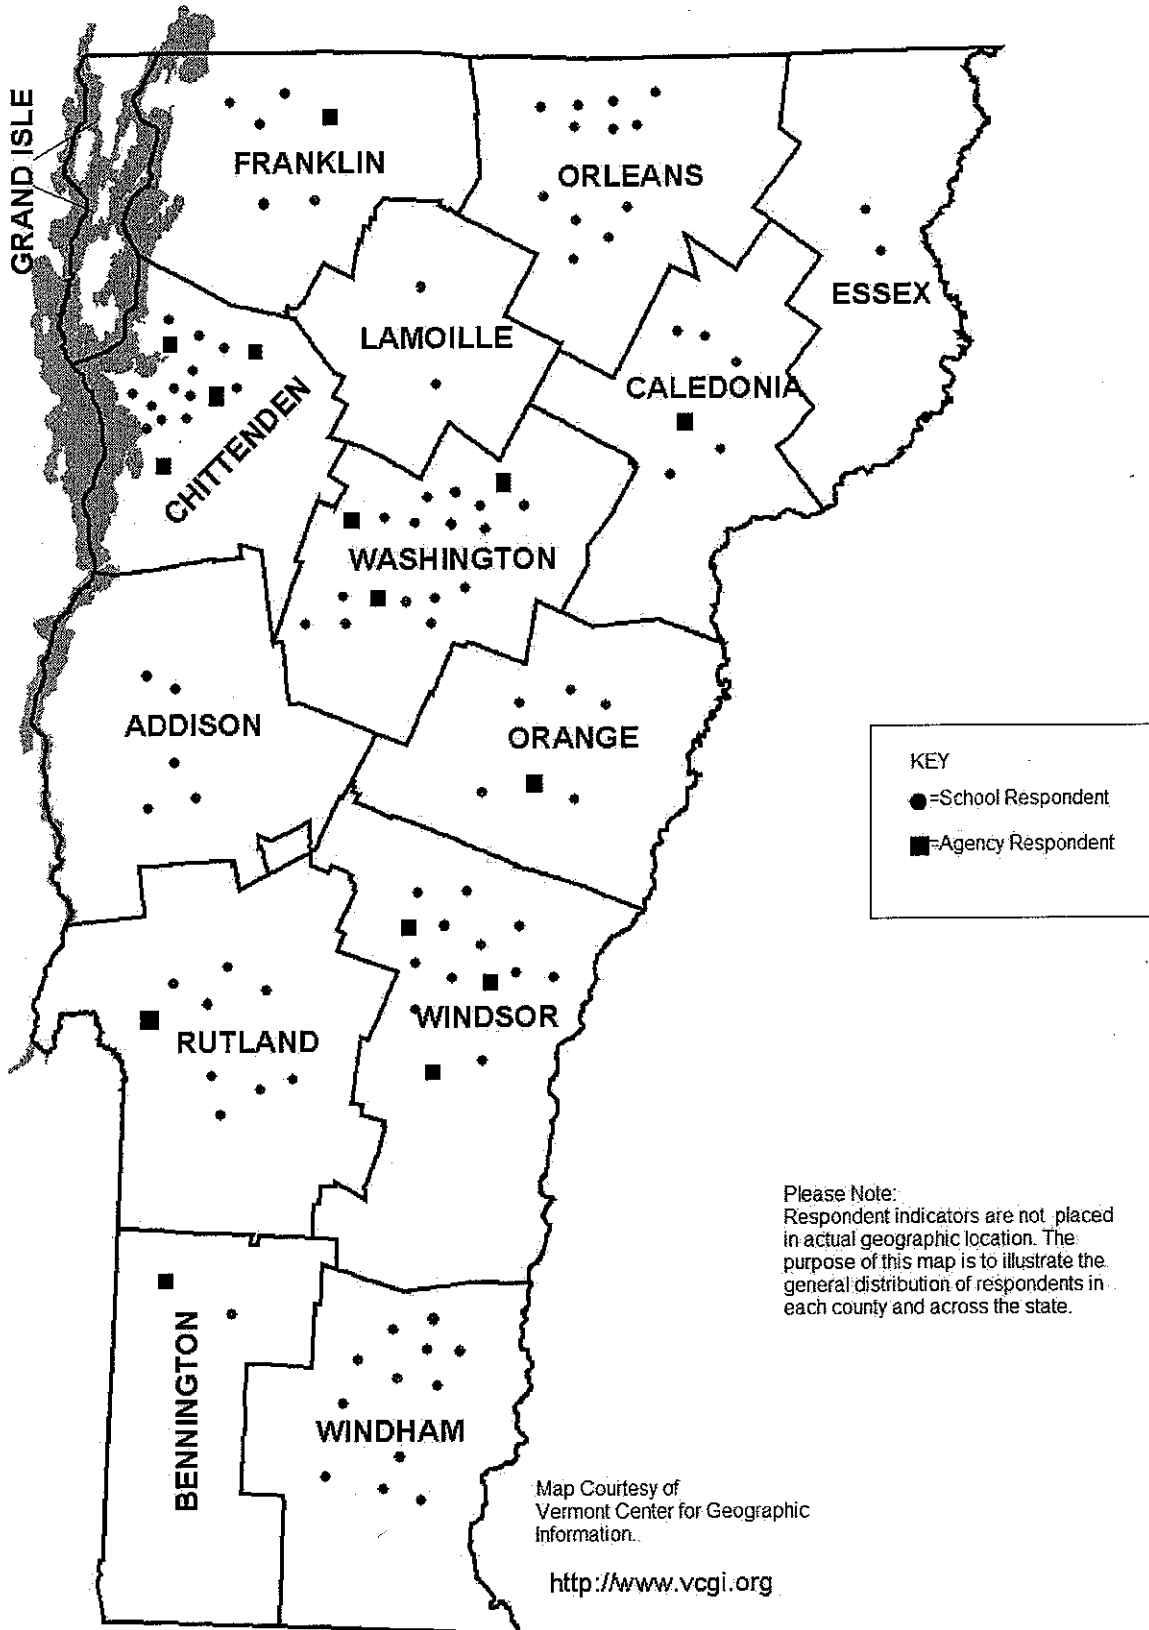 GRAND ISLE
FRANKLIN
ORLEANS
ESSEX
LAMOILLE
CALEDONIA
CHITTENDEN
WASHINGTON
ADDISON
ORANGE
KEY
=School Respondent
=Agency Respondent
WINDSOR
RUTLAND
Please Note:
Respondent indicators are not placed
in actual geographic location. The
purpose of this map is to illustrate the
general distribution of respondents in
each county and across the state.
BENNINGTON
WINDHAM
Map Courtesy of
Vermont Center for Geographic
Information.
http://www.vcgi.org